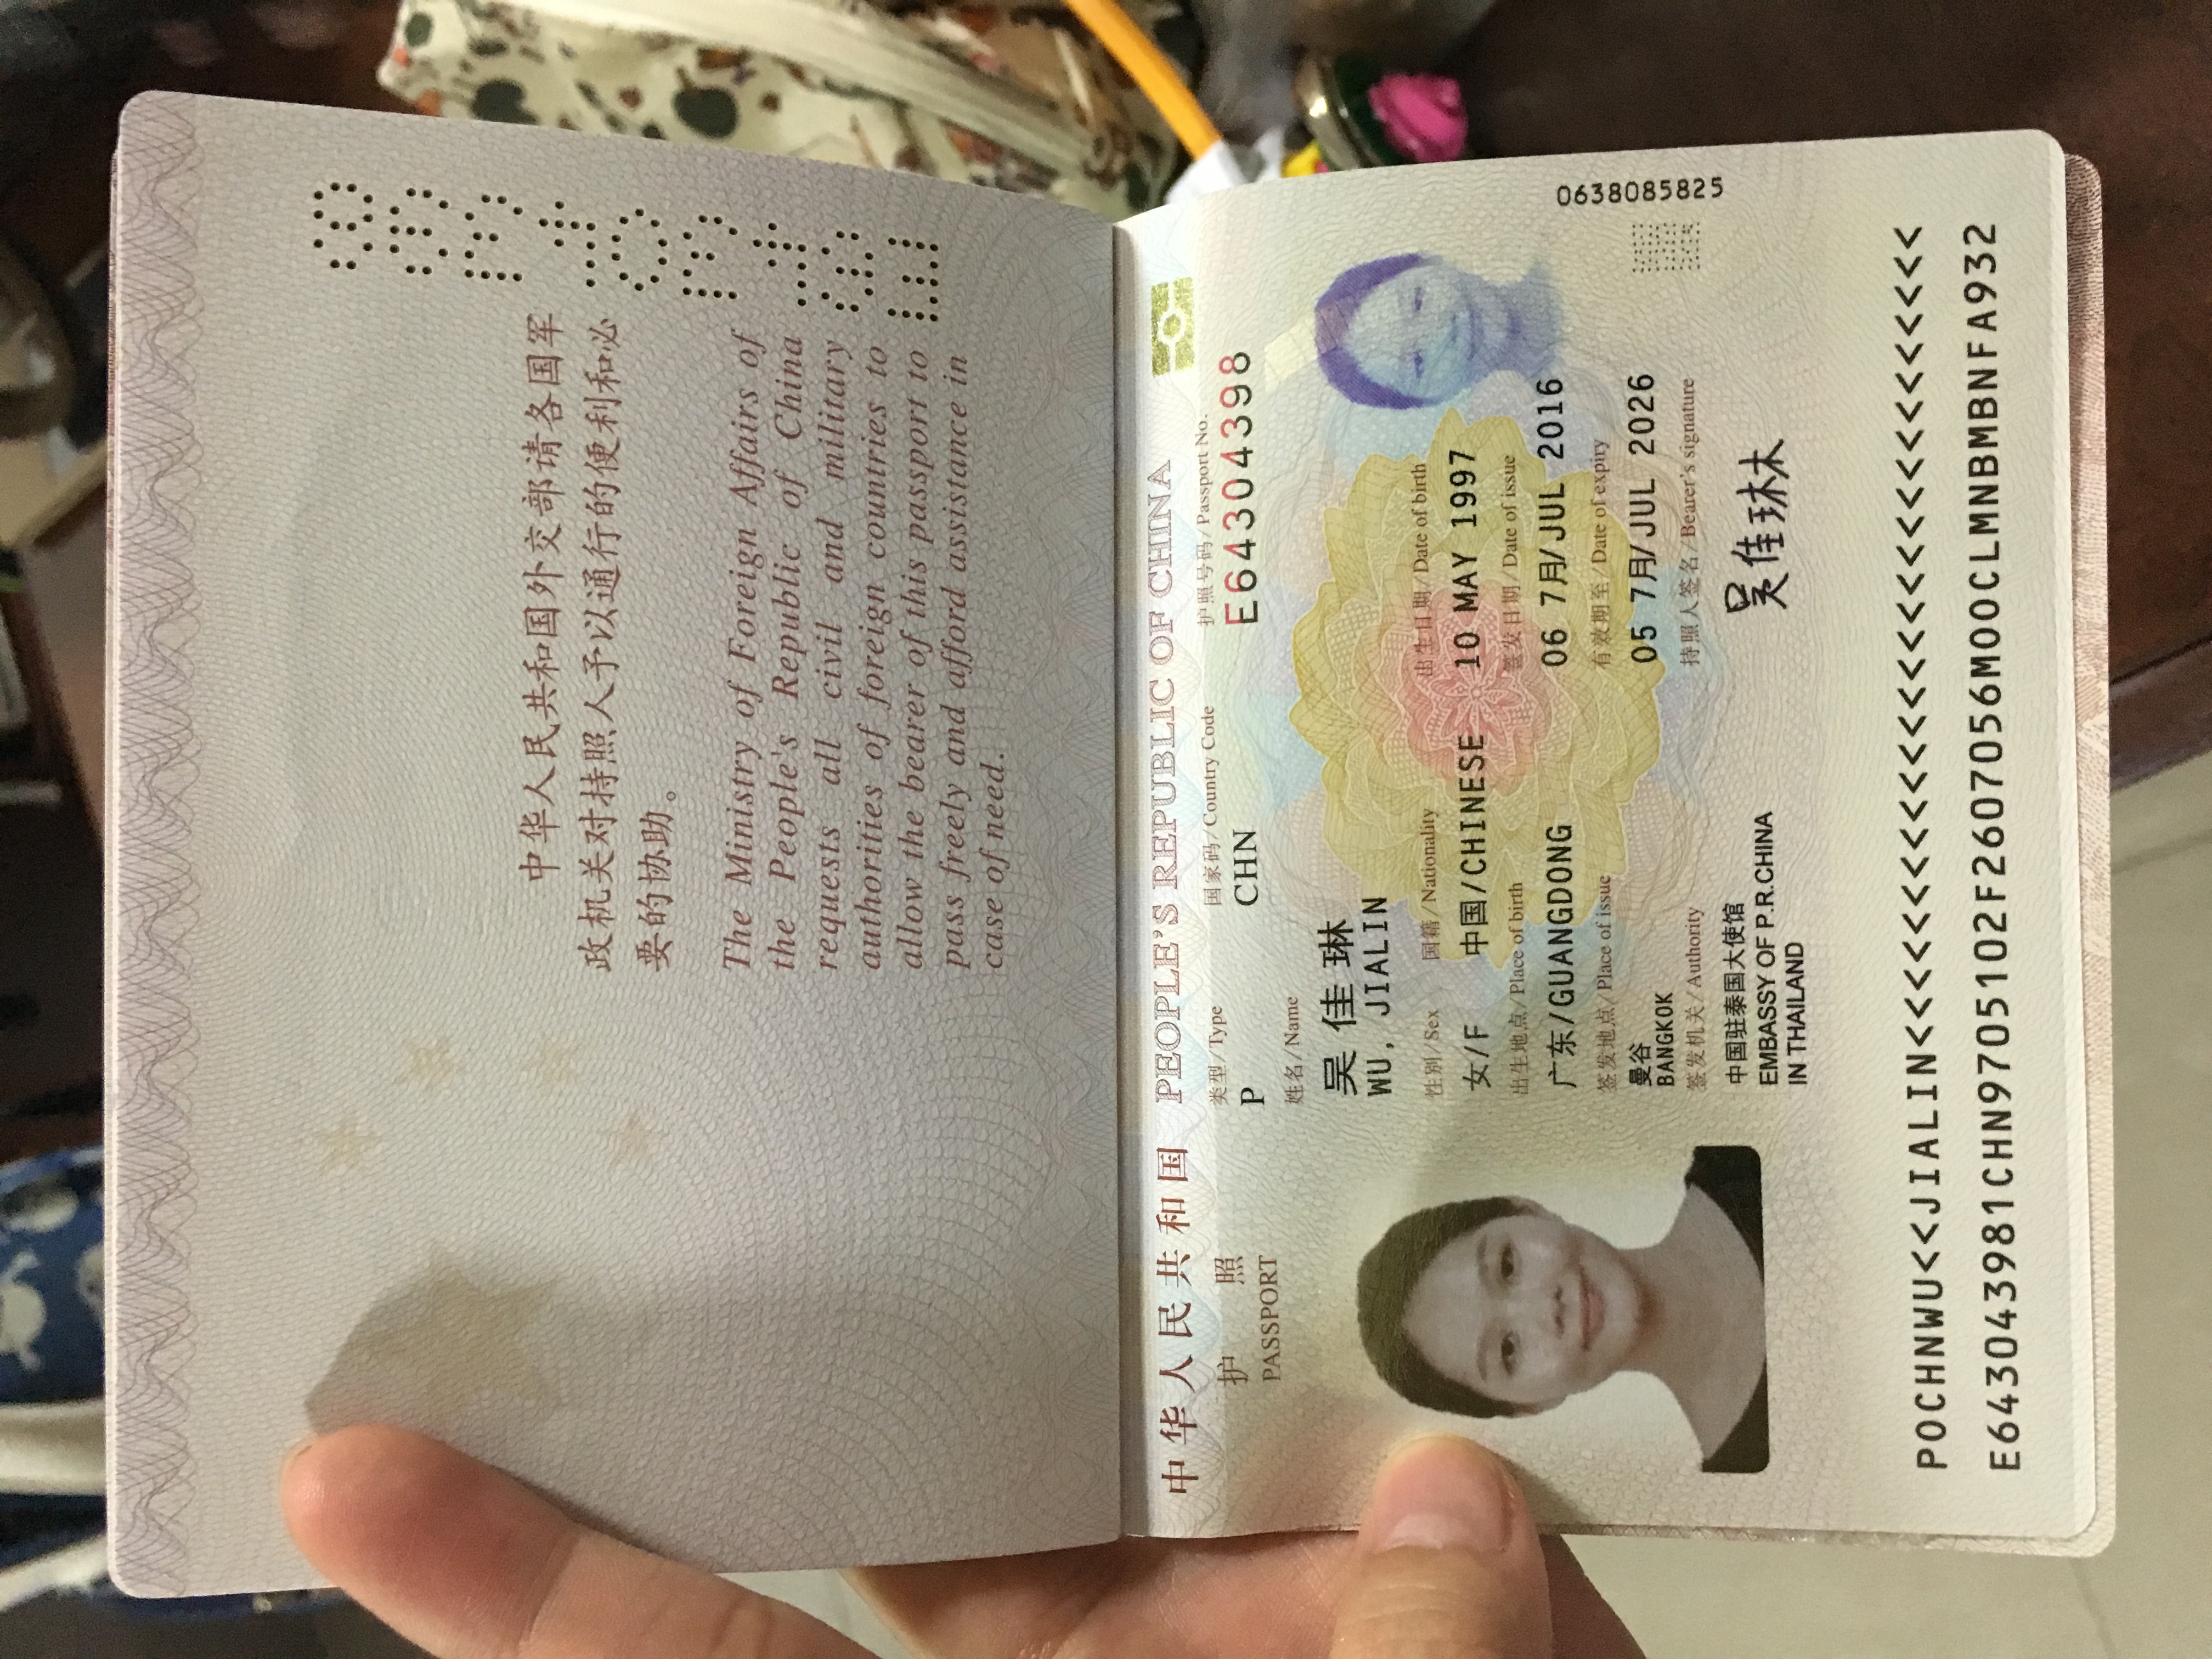 中华人民共和国外交部请各国军
政机关对持照人予以通行的便利和必
要的协助。
The Ministry of Foreign Affairs of
the People's Republic of China
requests all civil and military
authorities of foreign countries to
allow the bearer of this passport to
pass freely and afford assistance in
case of need.
E64304398
中华人民共和国 PEOPLE'S REPUBLIC OF CHINA
护 照
PASSPORT
类型/Type 国家码/Country Code 护照号码/Passport No.
P CHN E64304398
姓名/Name
吴佳琳
WU, JIALIN
性别/Sex 国籍/Nationality 出生日期/Date of birth
女/F 中国/CHINESE 10 MAY 1997
出生地点/Place of birth 签发日期/Date of issue
广东/GUANGDONG 06 7月/JUL 2016
签发地点/Place of issue 有效期至/Date of expiry
曼谷
BANGKOK 05 7月/JUL 2026
签发机关/Authority 持照人签名/Bearer's signature
中国驻泰国大使馆
EMBASSY OF P.R.CHINA
IN THAILAND
吴佳琳
0638085825
POCHNWU<<JIALIN<<<<<<<<<<<<<<<<<<<<<<<<<<<<<
E643043981CHN9705102F2607056MOOCLMNBMBNFA932